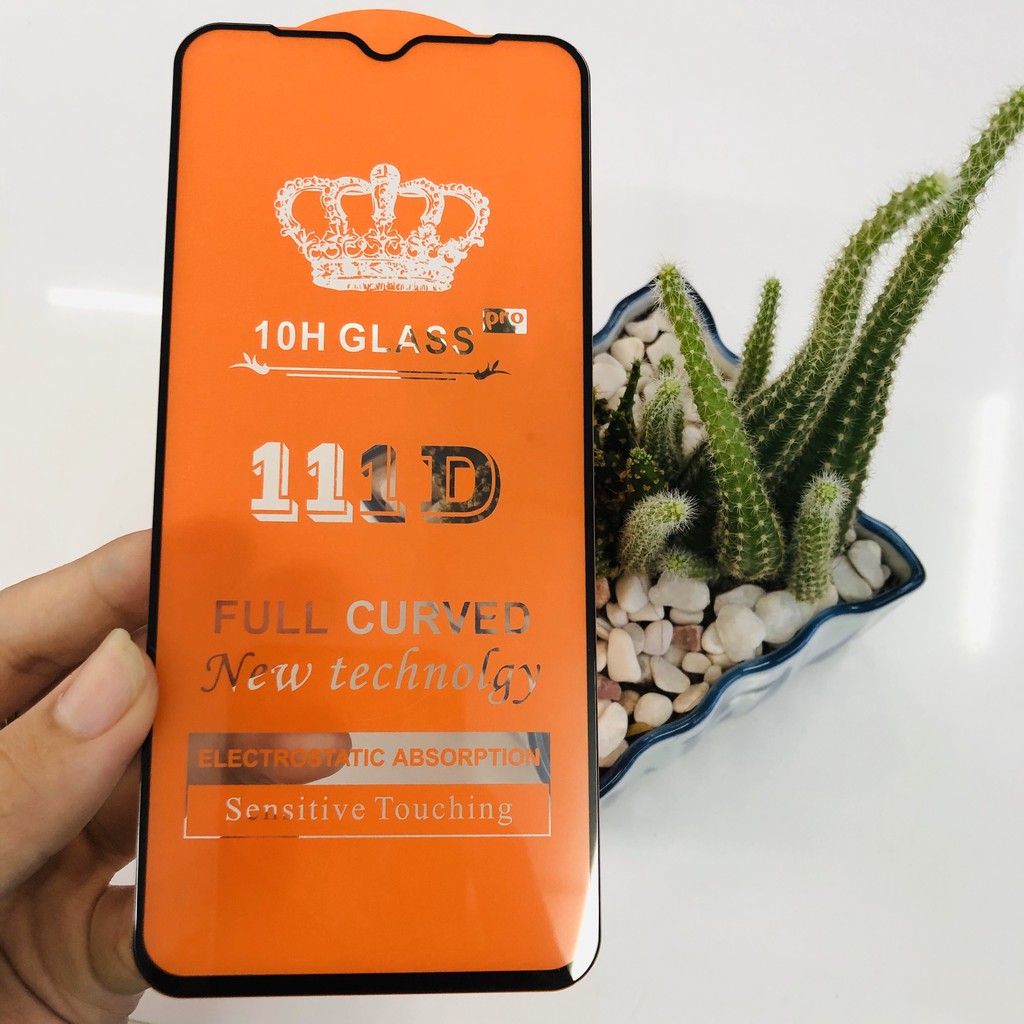 10H GLASS pro
111D
FULL CURVED
New technolgy
ELECTROSTATIC ABSORPTION
Sensitive Touching